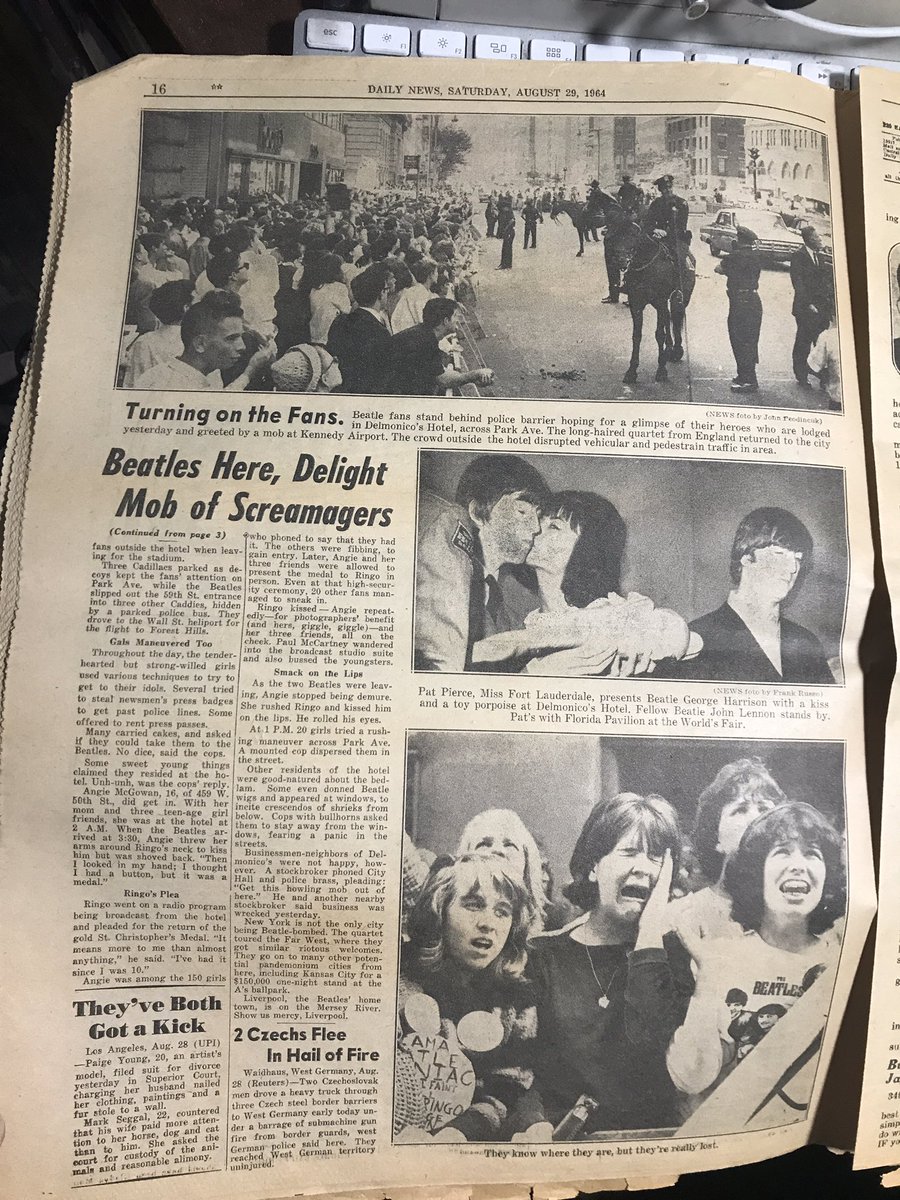 esc
F1
F2
F3
F4
16
**
DAILY NEWS, SATURDAY, AUGUST 29, 1964
(NEWS foto by John
Turning on the Fans. Beatle fans stand behind police barrier hoping for a glimpse of their heroes who are lodged
in Delmonico's Hotel, across Park Ave. The long-haired quartet from England returned to the city
yesterday and greeted by a mob at Kennedy Airport. The crowd outside the hotel disrupted vehicular and pedestrain traffic in area.
Beatles Here, Delight
Mob of Screamagers
(Continued from page 3)
fans outside the hotel when leav-
ing for the stadium.
Three Cadillacs parked as de-
coys kept the fans' attention on
Park Ave. while the Beatles
slipped out the 59th St. entrance
into three other Caddies, hidden
by a parked police bus. They
drove to the Wall St. heliport for
the flight to Forest Hills.
Gals Maneuvered Too
Throughout the day, the tender-
hearted but strong-willed girls
used various techniques to try to
get to their idols. Several tried
to steal newsmen's press badges
to get past police lines. Some
offered to rent press passes.
Many carried cakes, and asked
if they could take them to the
Beatles. No dice, said the cops.
Some sweet young things
claimed they resided at the ho-
tel. Unh-unh, was the cops' reply.
Angie McGowan, 16, of 459 W.
50th St., did get in. With her
mom and three teen-age girl
friends, she was at the hotel at
2 A.M. When the Beatles ar-
rived at 3:30, Angie threw her
arms around Ringo's neck to kiss
him but was shoved back. "Then
I looked in my hand; I thought
I had a button, but it was a
medal."
Ringo's Plea
Ringo went on a radio program
being broadcast from the hotel
and pleaded for the return of the
gold St. Christopher's Medal. "It
means more to me than almost
anything," he said. "I've had it
since I was 10."
Angie was among the 150 girls
who phoned to say that they had
it. The others were fibbing, to
gain entry. Later, Angie and her
three friends were allowed to
present the medal to Ringo in
person. Even at that high-secur-
ity ceremony, 20 other fans man-
aged to sneak in.
Ringo kissed—Angie repeat-
edly—for photographers' benefit
(and hers, giggle, giggle)—and
her three friends, all on the
cheek. Paul McCartney wandered
into the broadcast studio suite
and also bussed the youngsters.
Smack on the Lips
As the two Beatles were leav-
ing, Angie stopped being demure.
She rushed Ringo and kissed him
on the lips. He rolled his eyes.
At 1 P.M. 20 girls tried a rush-
ing maneuver across Park Ave.
A mounted cop dispersed them in
the street.
Other residents of the hotel
were good-natured about the bed-
lam. Some even donned Beatle
wigs and appeared at windows, to
incite crescendos of shrieks from
below. Cops with bullhorns asked
them to stay away from the win-
dows, fearing a panic in the
streets.
Businessmen-neighbors of Del-
monico's were not happy, how-
ever. A stockbroker phoned City
Hall and police brass, pleading:
"Get this howling mob out of
here." He and another nearby
stockbroker said business was
wrecked yesterday.
New York is not the only city
being Beatle-bombed. The quartet
toured the Far West, where they
got similar riotous welcomes.
They go on to many other poten-
tial pandemonium cities from
here, including Kansas City for a
$150,000 one-night stand at the
A's ballpark.
Liverpool, the Beatles' home
town, is on the Mersey River.
Show us mercy, Liverpool.
(NEWS foto by Frank Russo)
Pat Pierce, Miss Fort Lauderdale, presents Beatle George Harrison with a kiss
and a toy porpoise at Delmonico's Hotel. Fellow Beatle John Lennon stands by.
Pat's with Florida Pavilion at the World's Fair.
THE
BEATLES
RINGO
They know where they are, but they're really lost.
They've Both
Got a Kick
Los Angeles, Aug. 28 (UPI)
—Paige Young, 20, an artist's
model, filed suit for divorce
yesterday in Superior Court,
charging her husband nailed
her clothing, paintings and a
fur stole to a wall.
Mark Seggal, 22, countered
that his wife paid more atten-
tion to her horse, dog and cat
than to him. She asked the
court for custody of the ani-
mals and reasonable alimony.
2 Czechs Flee
In Hail of Fire
Waidhaus, West Germany, Aug.
28 (Reuters)—Two Czechoslovak
men drove a heavy truck through
three Czech steel border barriers
to West Germany early today un-
der a barrage of submachine gun
fire from border guards, west
German police said here. They
reached West German territory
uninjured.